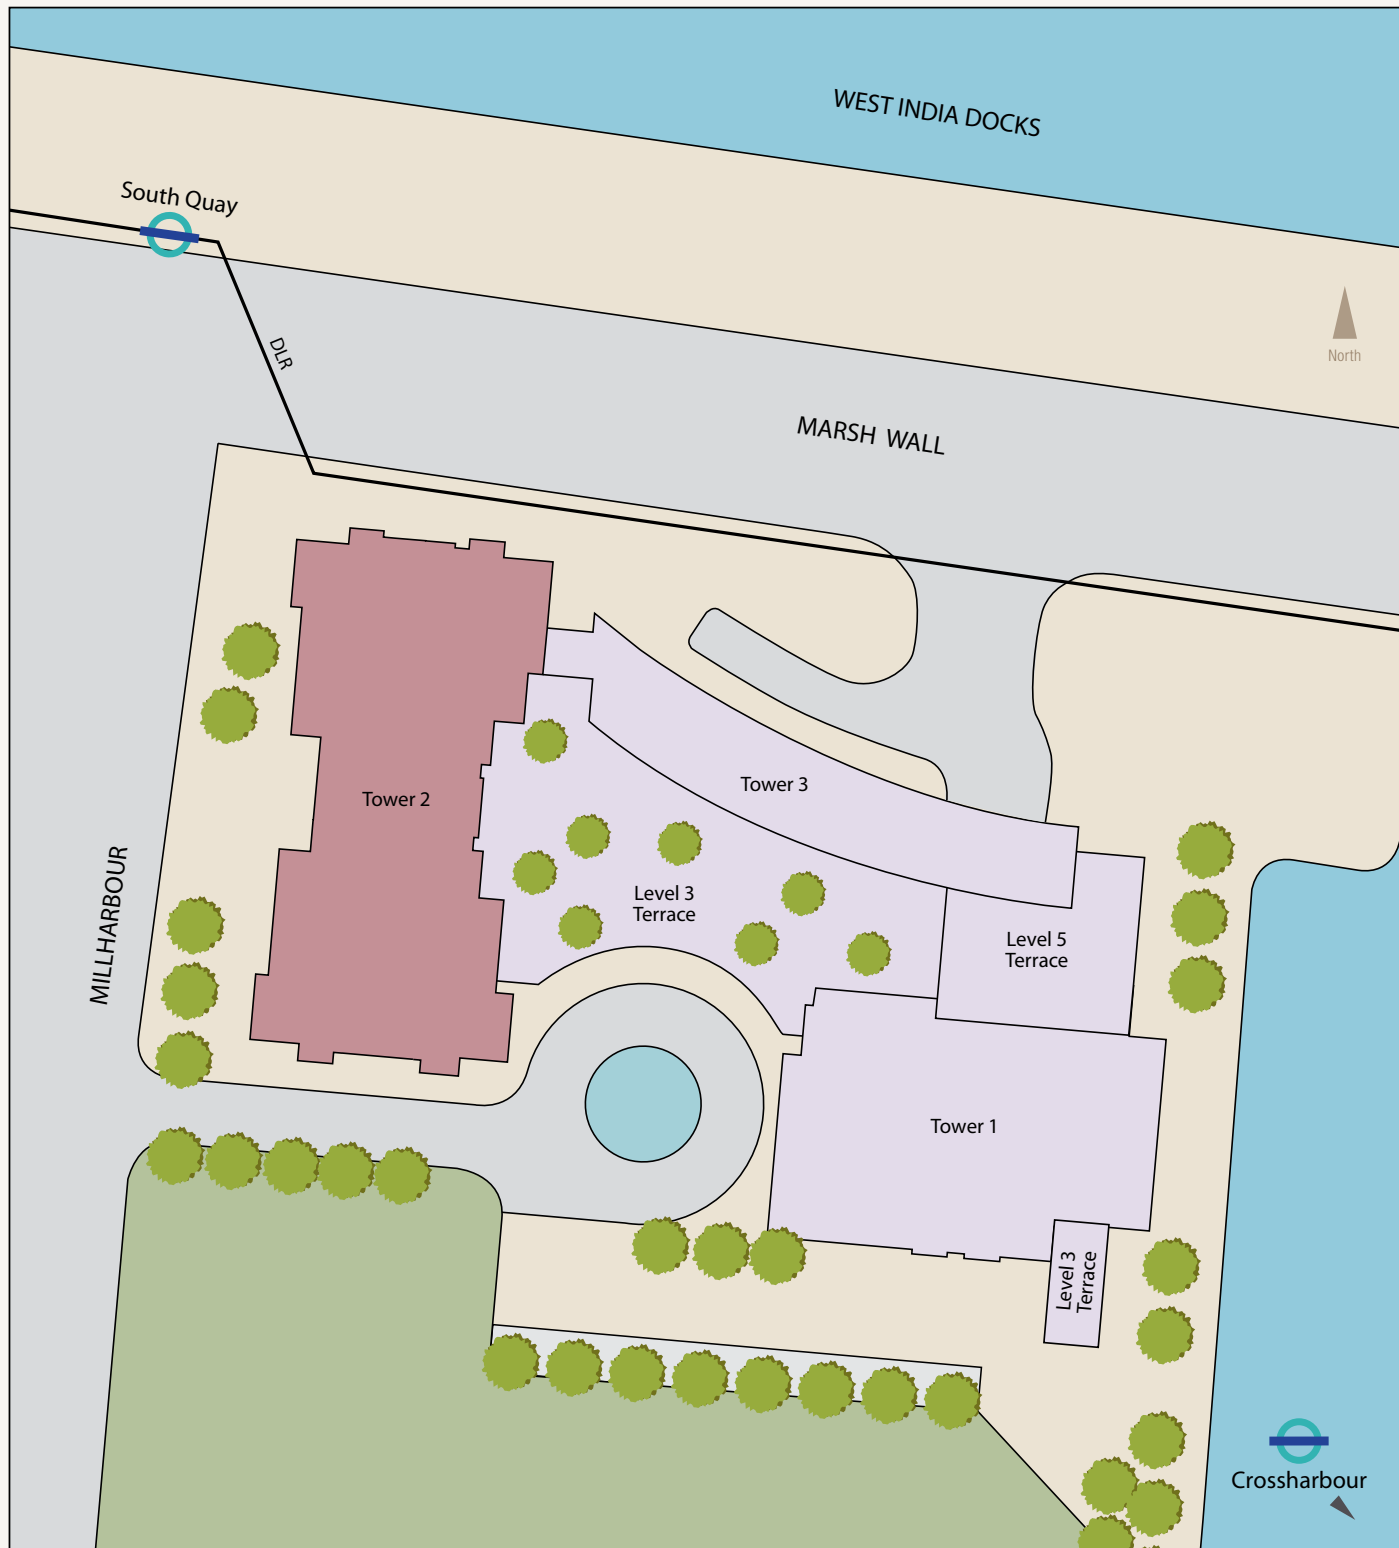 WEST INDIA DOCKS
South Quay
DLR
North
MARSH WALL
Tower 3
Tower 2
MILLHARBOUR
Level 3
Terrace
Level 5
Terrace
Tower 1
Level 3
Terrace
Crossharbour